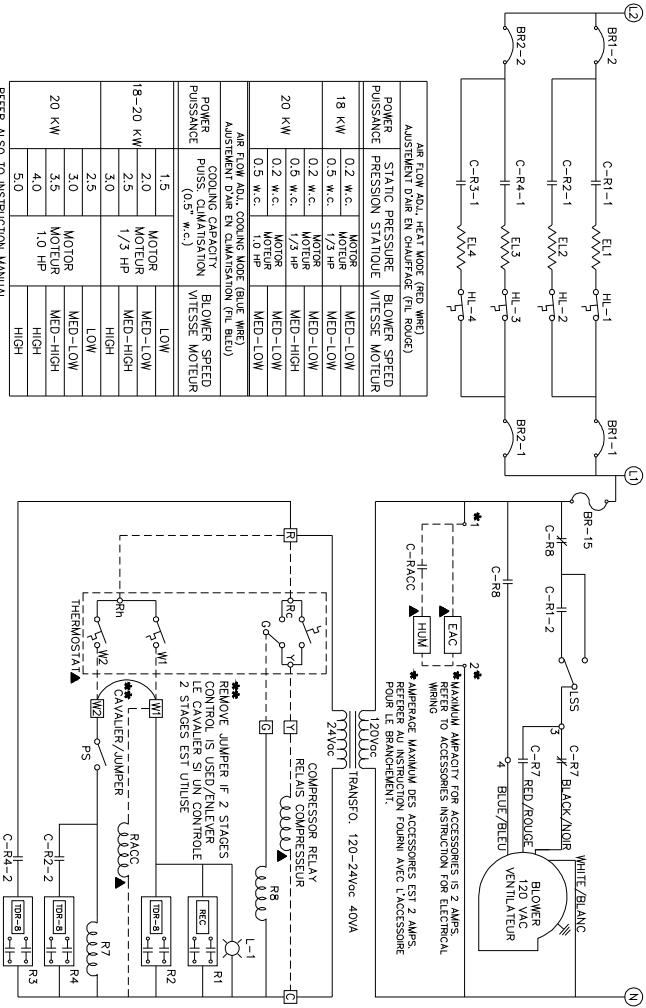 L2
BR1-2
BR2-2
C-R1-1
EL1
HL-1
C-R2-1
EL2
HL-2
C-R4-1
EL3
HL-3
C-R3-1
EL4
HL-4
BR1-1
BR2-1
L1
AIR FLOW ADJ., HEAT MODE (RED WIRE)
AJUSTEMENT D'AIR EN CHAUFFAGE (FIL ROUGE)
POWER STATIC PRESSURE BLOWER SPEED
PUISSANCE PRESSION STATIQUE VITESSE MOTEUR
18 KW 0.2 w.c. MOTOR MOTEUR 1/3 HP MED-LOW
0.5 w.c. MED-LOW
20 KW 0.2 w.c. MOTOR MOTEUR 1/3 HP MED-LOW
0.5 w.c. MED-HIGH
0.2 w.c. MOTOR MOTEUR 1.0 HP MED-LOW
0.5 w.c. MED-LOW
AIR FLOW ADJ., COOLING MODE (BLUE WIRE)
AJUSTEMENT D'AIR EN CLIMATISATION (FIL BLEU)
POWER COOLING CAPACITY BLOWER SPEED
PUISSANCE PUISS. CLIMATISATION VITESSE MOTEUR
(0.5" w.c.)
18-20 KW MOTOR MOTEUR 1/3 HP
1.5 LOW
2.0 MED-LOW
2.5 MED-HIGH
3.0 HIGH
20 KW MOTOR MOTEUR 1.0 HP
2.5 LOW
3.0 MED-LOW
3.5 MED-HIGH
4.0 HIGH
5.0 HIGH
REFER ALSO TO INSTRUCTION MANUAL
BR-15
C-R8
C-R1-2
LSS
3
C-R7
BLACK/NOIR
WHITE/BLANC
C-R7
RED/ROUGE
C-R8
4 BLUE/BLEU
BLOWER
120 VAC
VENTILATEUR
N
*1
EAC
2*
C-RACC
HUM
*MAXIMUM AMPACITY FOR ACCESSORIES IS 2 AMPS.
REFER TO ACCESSORIES INSTRUCTION FOR ELECTRICAL
WIRING
*AMPERAGE MAXIMUM DES ACCESSOIRES EST 2 AMPS.
REFERER AU INSTRUCTION FOURNI AVEC L'ACCESSOIRE
POUR LE BRANCHEMENT.
120Vac
TRANSFO. 120-24Vac 40VA
24Vac
R
Rc
Y
G
Y
G
COMPRESSOR RELAY
RELAIS COMPRESSEUR
C
R8
Rh
W1
W2
THERMOSTAT
W1
W2
**
CAVALIER/JUMPER
**
REMOVE JUMPER IF 2 STAGES
CONTROL IS USED/ENLEVER
LE CAVALIER SI UN CONTROLE
2 STAGES EST UTILISE
L-1
REC
R1
TDR-8
R2
RACC
PS
R7
C-R2-2
TDR-8
R4
C-R4-2
TDR-8
R3